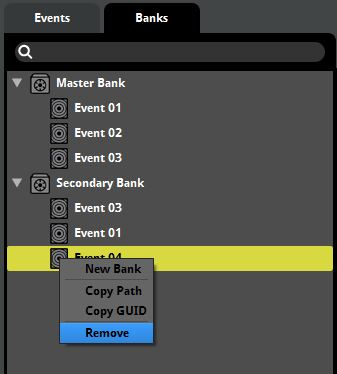 Events Banks
Master Bank
Event 01
Event 02
Event 03
Secondary Bank
Event 03
Event 01
Event 04
New Bank
Copy Path
Copy GUID
Remove